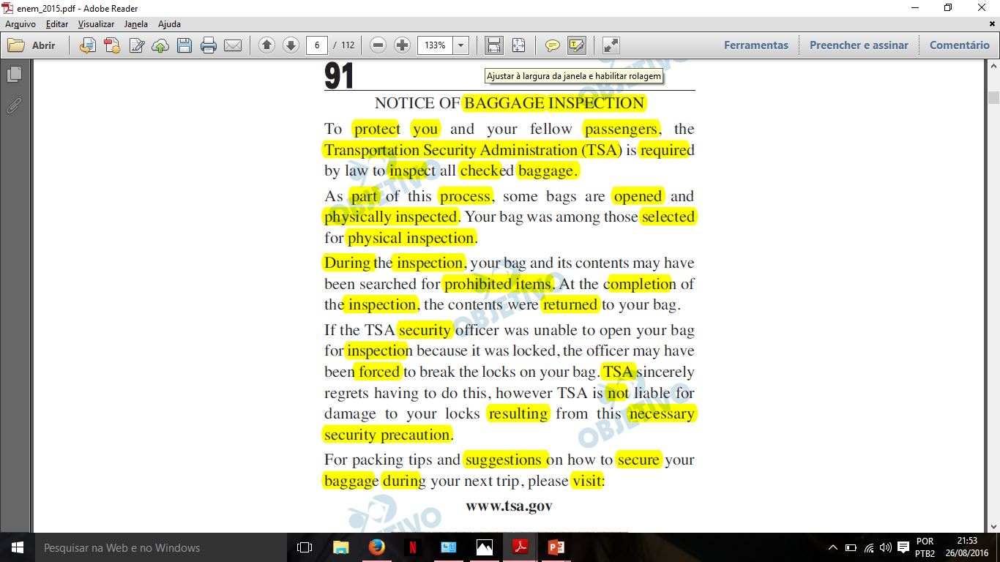 enem_2015.pdf - Adobe Reader
Arquivo Editar Visualizar Janela Ajuda
Abrir 6 / 112 133% Ferramentas Preencher e assinar Comentário
Ajustar à largura da janela e habilitar rolagem
91
NOTICE OF BAGGAGE INSPECTION
To protect you and your fellow passengers, the
Transportation Security Administration (TSA) is required
by law to inspect all checked baggage.
As part of this process, some bags are opened and
physically inspected. Your bag was among those selected
for physical inspection.
During the inspection, your bag and its contents may have
been searched for prohibited items. At the completion of
the inspection, the contents were returned to your bag.
If the TSA security officer was unable to open your bag
for inspection because it was locked, the officer may have
been forced to break the locks on your bag. TSA sincerely
regrets having to do this, however TSA is not liable for
damage to your locks resulting from this necessary
security precaution.
For packing tips and suggestions on how to secure your
baggage during your next trip, please visit:
www.tsa.gov
OBJETIVO
OBJETIVO
OBJETIVO
OBJETIVO
OBJETIVO
Pesquisar na Web e no Windows
POR
PTB2
21:53
26/08/2016